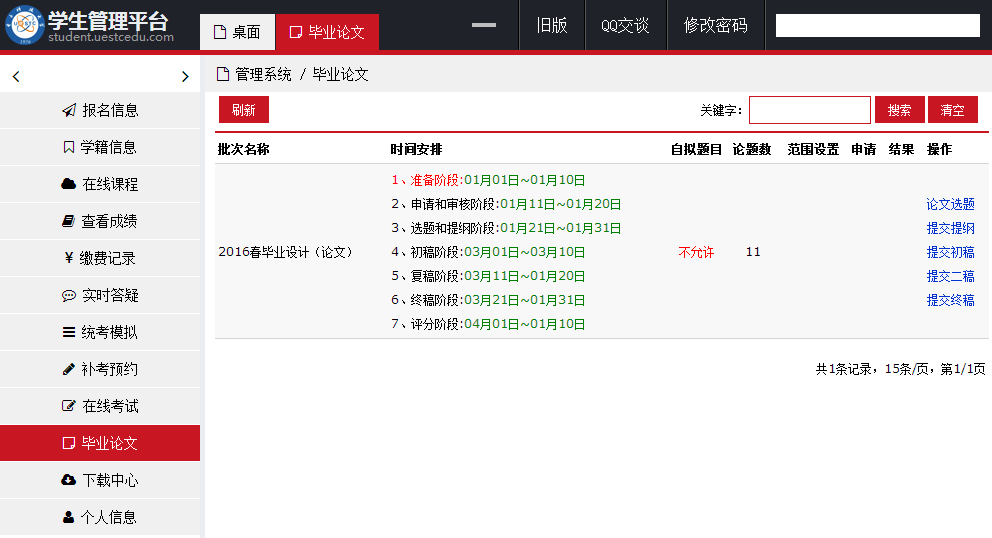 学生管理平台
student.uestcedu.com
桌面
毕业论文
旧版
QQ交谈
修改密码
管理系统 / 毕业论文
报名信息
学籍信息
在线课程
查看成绩
缴费记录
实时答疑
统考模拟
补考预约
在线考试
毕业论文
下载中心
个人信息
刷新
关键字：
搜索
清空
批次名称 时间安排 自拟题目 论题数 范围设置 申请 结果 操作
2016春毕业设计（论文）
1、准备阶段:01月01日~01月10日
2、申请和审核阶段:01月11日~01月20日
3、选题和提纲阶段:01月21日~01月31日
4、初稿阶段:03月01日~03月10日
5、复稿阶段:03月11日~01月20日
6、终稿阶段:03月21日~01月31日
7、评分阶段:04月01日~01月10日
不允许
11
论文选题
提交提纲
提交初稿
提交二稿
提交终稿
共1条记录，15条/页，第1/1页